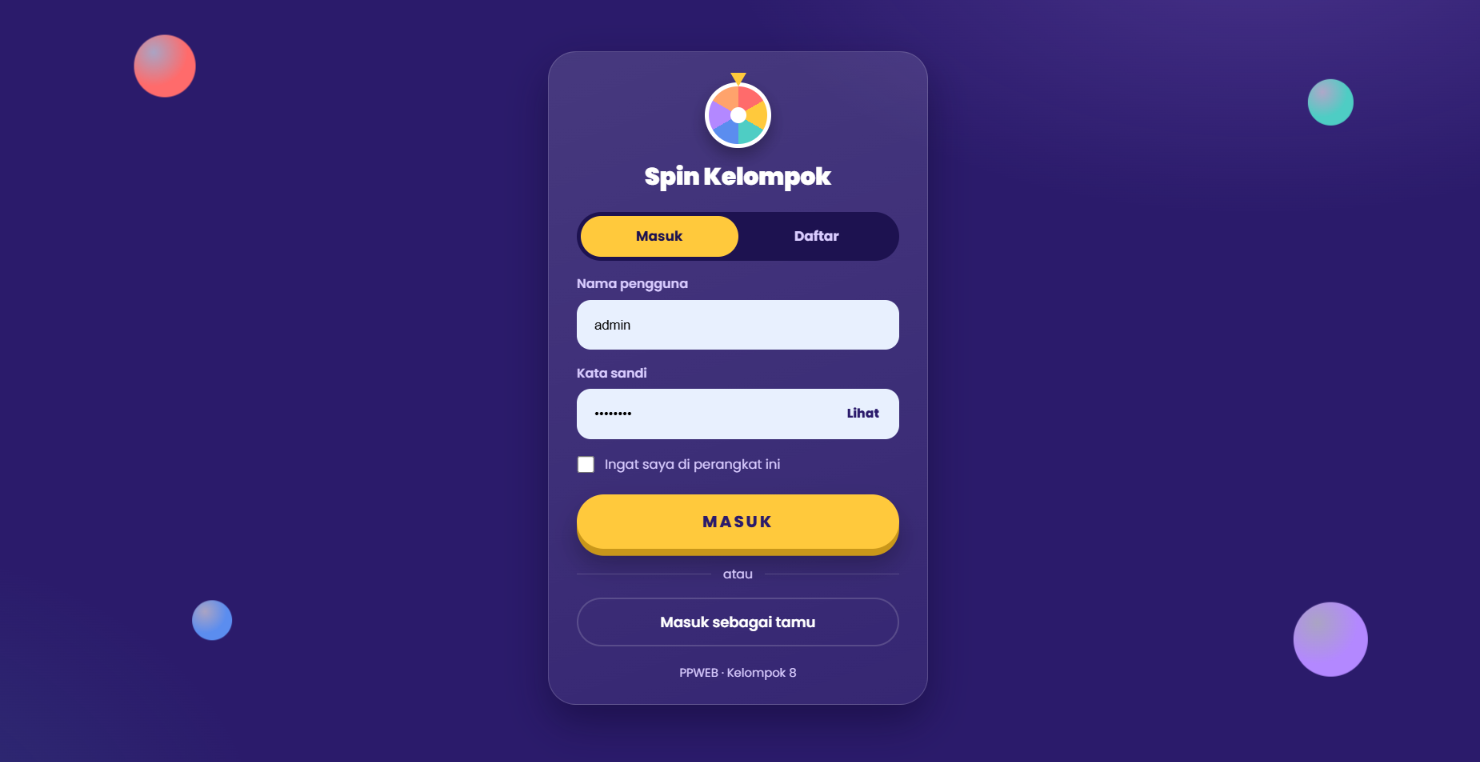 Spin Kelompok
Masuk
Daftar
Nama pengguna
admin
Kata sandi
••••••••
Lihat
Ingat saya di perangkat ini
MASUK
atau
Masuk sebagai tamu
PPWEB · Kelompok 8